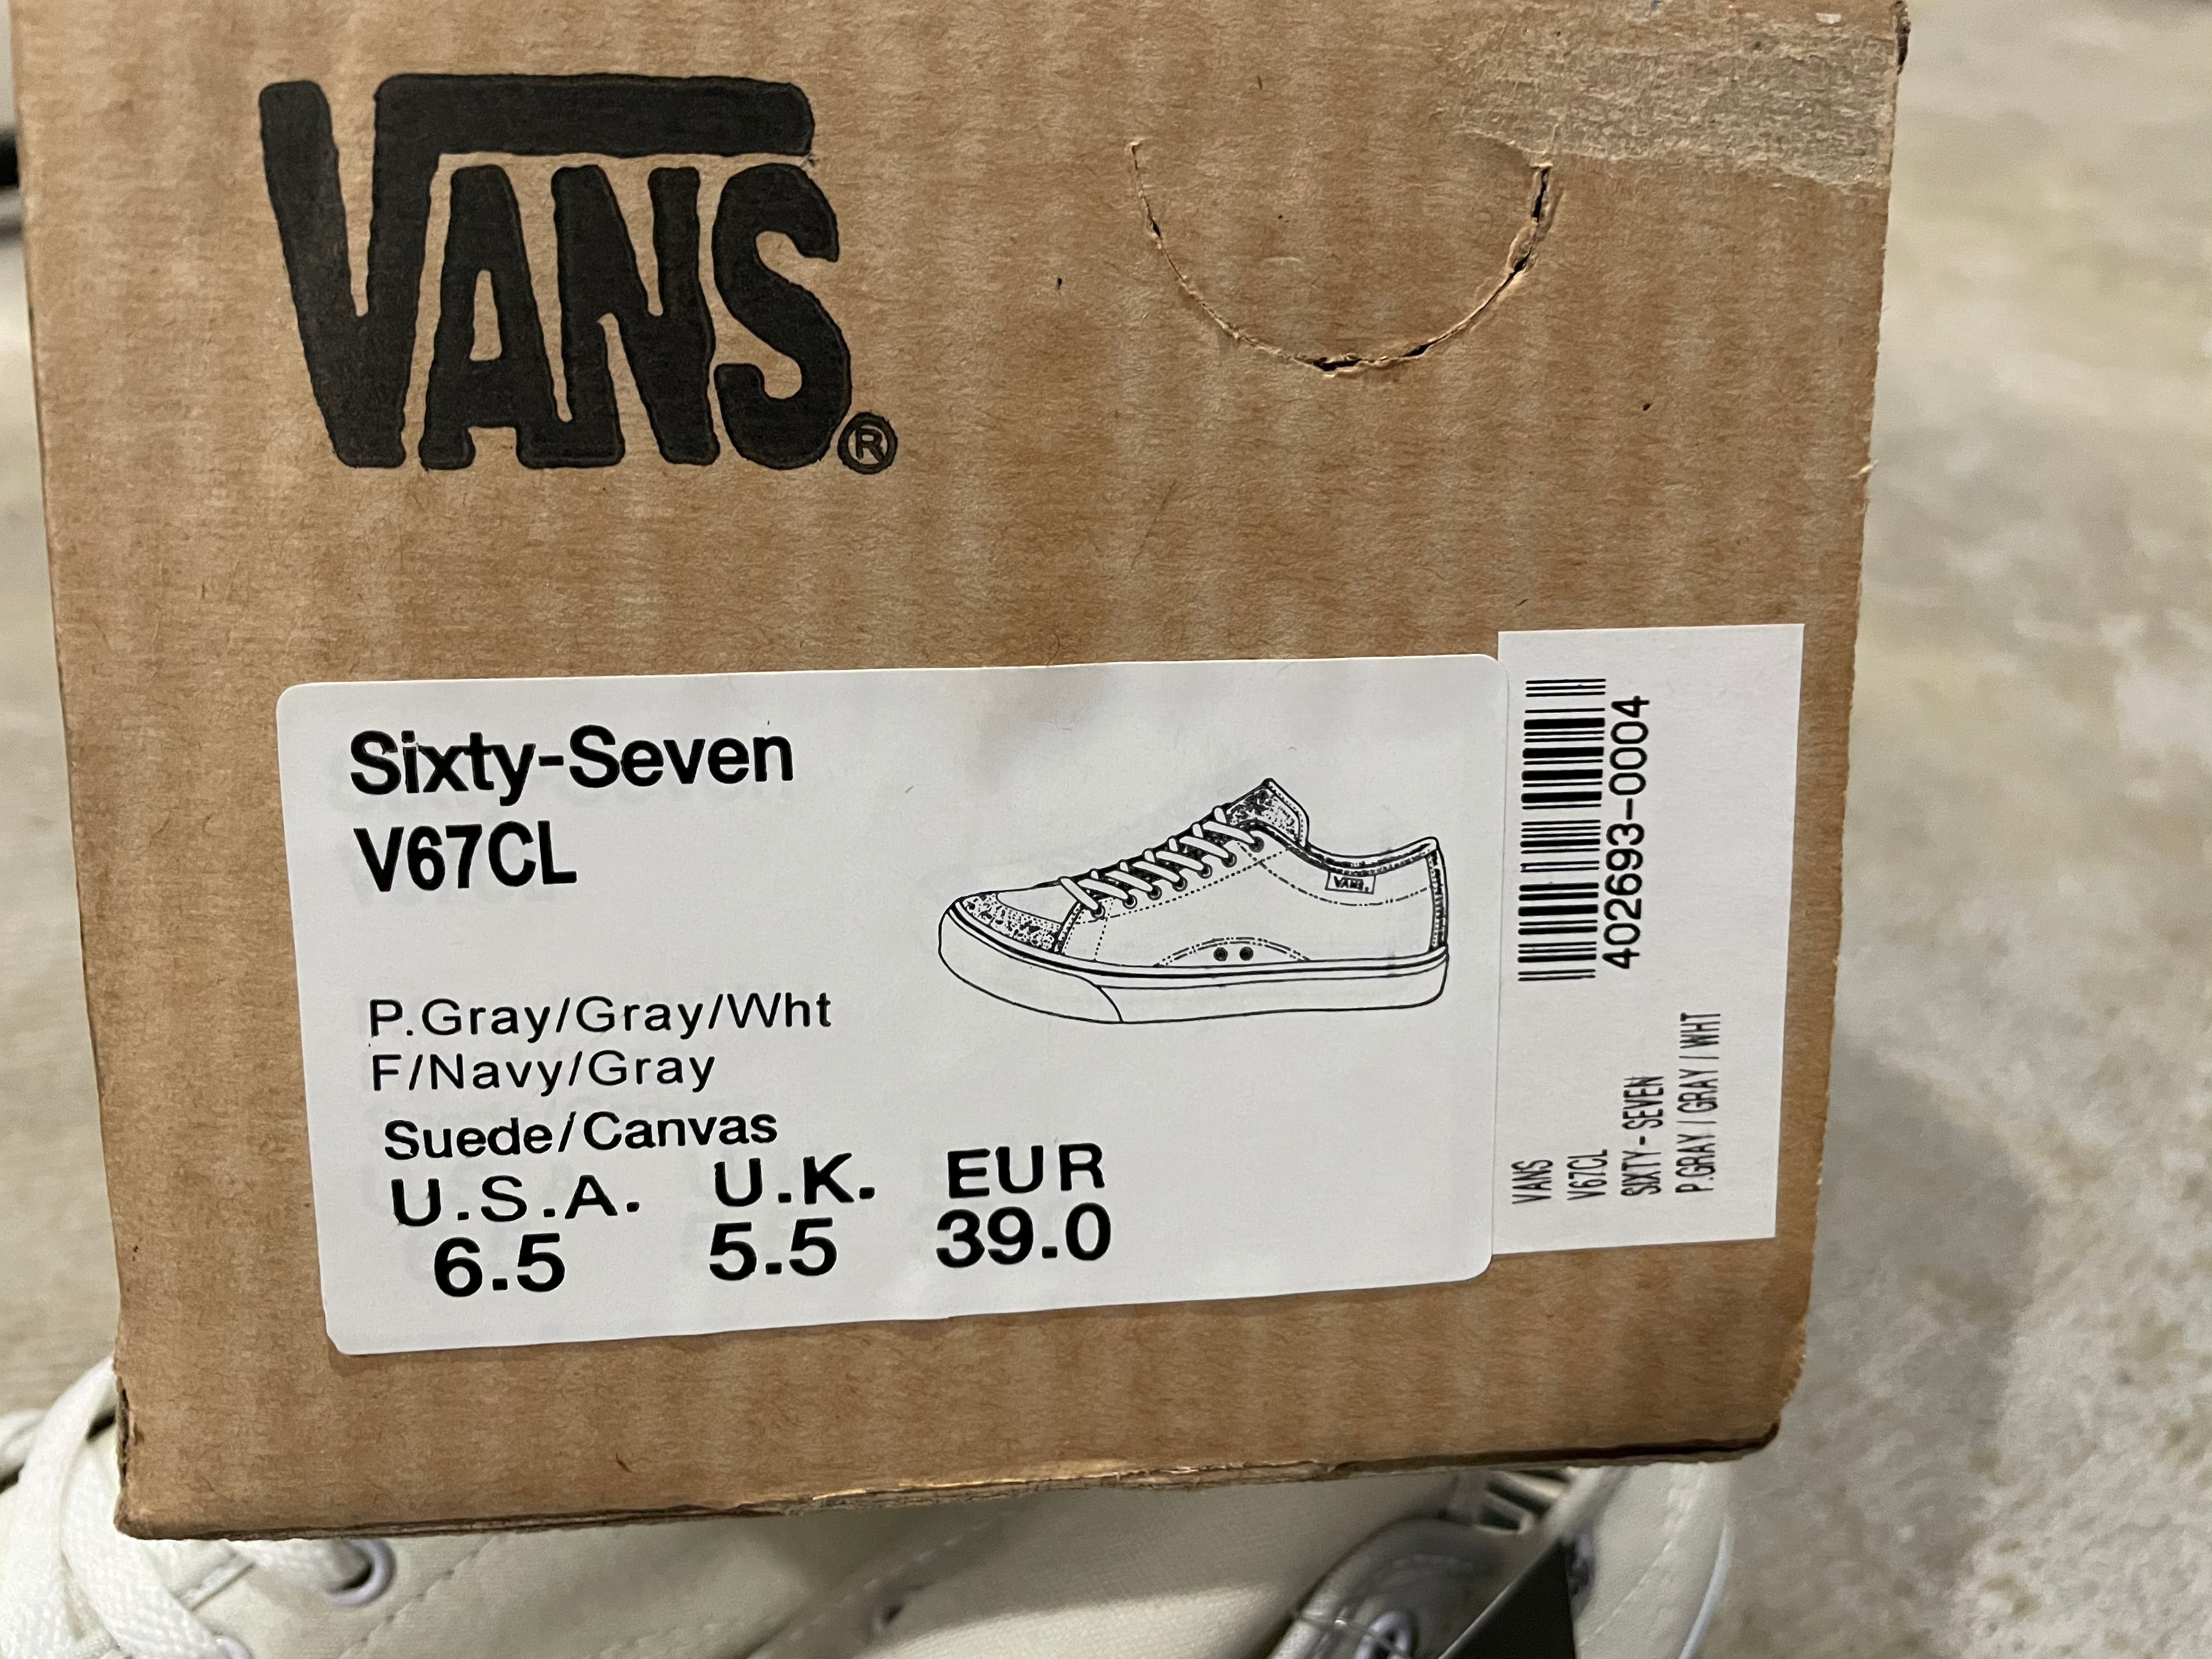 VANS®
Sixty-Seven
V67CL
VANS
P.Gray/Gray/Wht
F/Navy/Gray
Suede/Canvas
U.S.A. U.K. EUR
6.5 5.5 39.0
402693-0004
VANS
V67CL
SIXTY - SEVEN
P.GRAY / GRAY / WHT